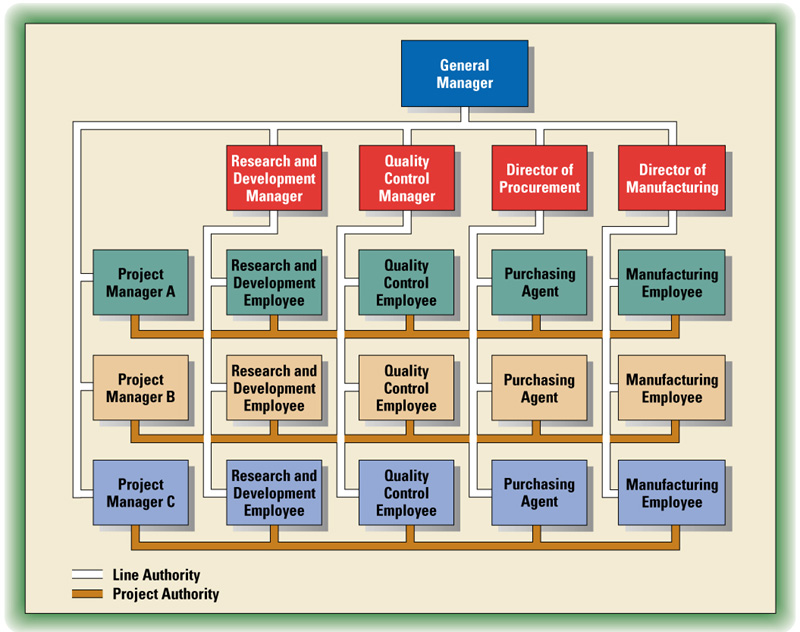 General
Manager
Research and
Development
Manager
Quality
Control
Manager
Director of
Procurement
Director of
Manufacturing
Project
Manager A
Research and
Development
Employee
Quality
Control
Employee
Purchasing
Agent
Manufacturing
Employee
Project
Manager B
Research and
Development
Employee
Quality
Control
Employee
Purchasing
Agent
Manufacturing
Employee
Project
Manager C
Research and
Development
Employee
Quality
Control
Employee
Purchasing
Agent
Manufacturing
Employee
Line Authority
Project Authority